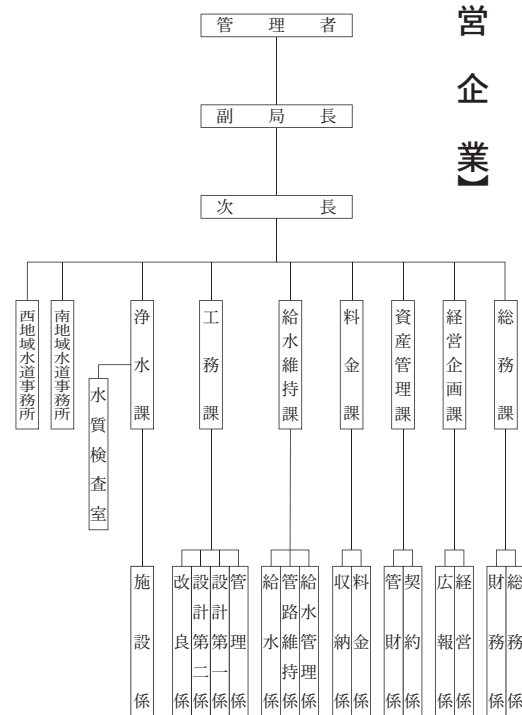 営企業】
管理者
副局長
次長
総務課
経営企画課
資産管理課
料金課
給水維持課
工務課
浄水課
南地域水道事務所
西地域水道事務所
水質検査室
総務係
財務係
経営係
広報係
契約係
管財係
料金係
収納係
給水管理係
管路維持係
給水係
管理係
設計第一係
設計第二係
改良係
施設係